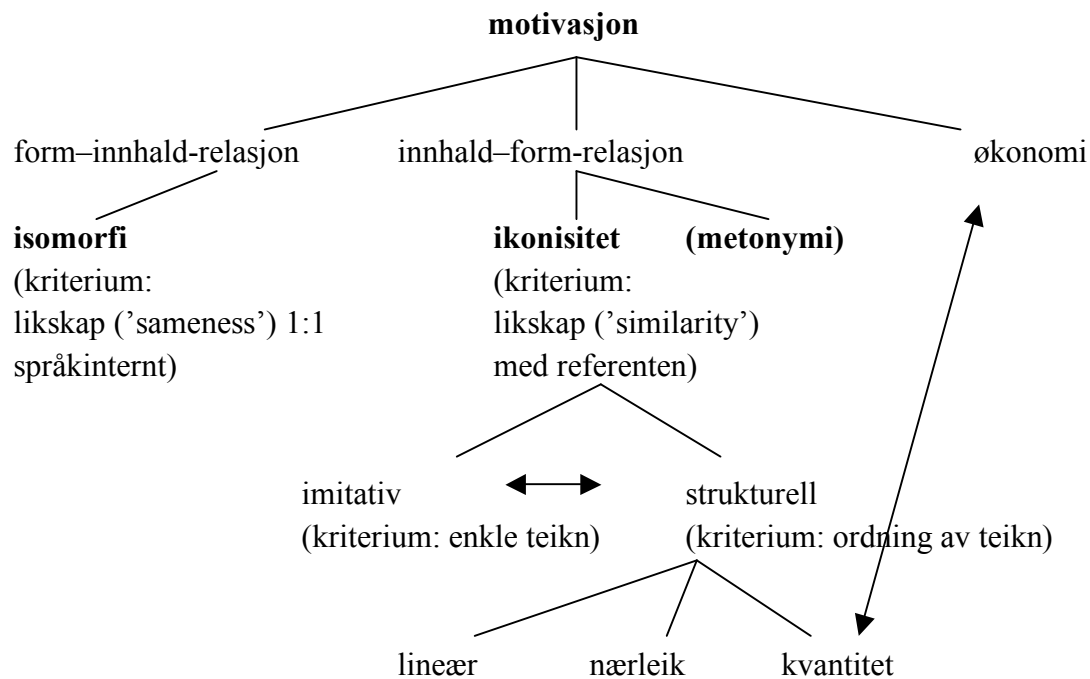 motivasjon
form–innhald-relasjon innhald–form-relasjon økonomi
isomorfi ikonisitet (metonymi)
(kriterium: (kriterium:
likskap (’sameness’) 1:1 likskap (’similarity’)
språkinternt) med referenten)
imitativ strukturell
(kriterium: enkle teikn) (kriterium: ordning av teikn)
lineær nærleik kvantitet